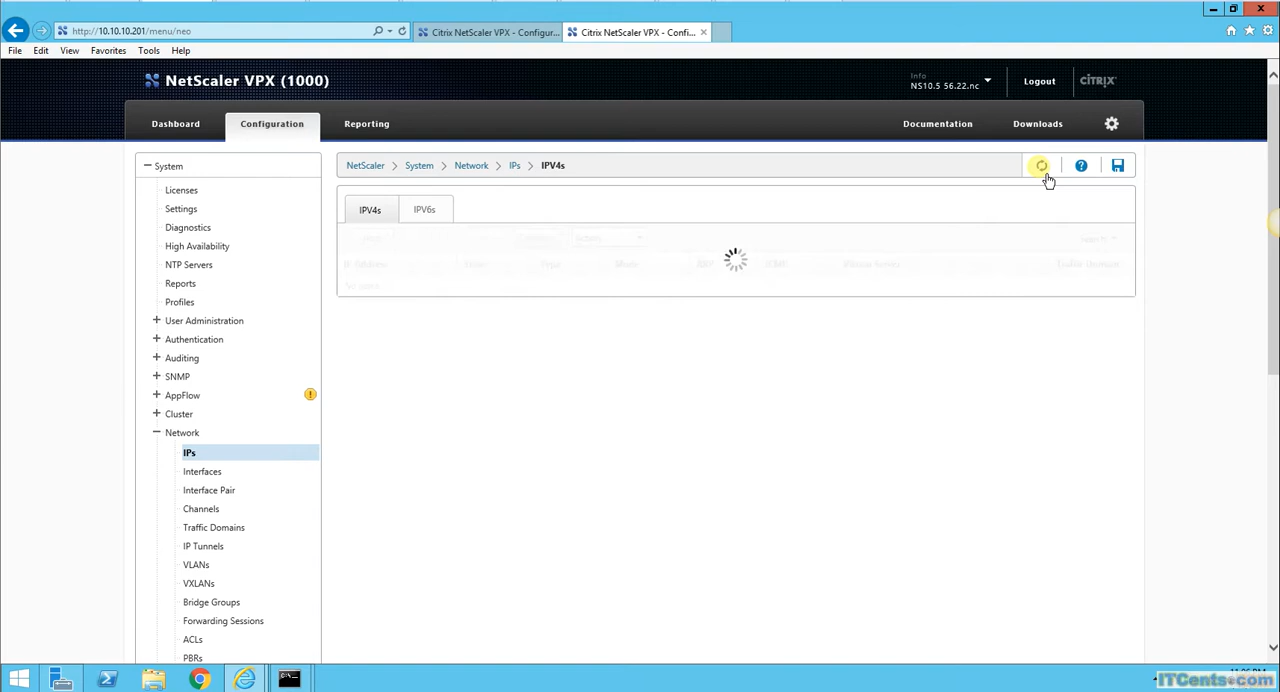 http://10.10.10.201/menu/neo
Citrix NetScaler VPX - Configur...
Citrix NetScaler VPX - Confi...
File Edit View Favorites Tools Help
NetScaler VPX (1000)
Info
NS10.5 56.22.nc
Logout
CİTRIX
Dashboard Configuration Reporting
Documentation Downloads
System
NetScaler System Network IPs IPV4s
Licenses
Settings
IPV4s IPV6s
Diagnostics
High Availability
NTP Servers
Reports
Profiles
User Administration
Authentication
Auditing
SNMP
AppFlow
Cluster
Network
IPs
Interfaces
Interface Pair
Channels
Traffic Domains
IP Tunnels
VLANs
VXLANs
Bridge Groups
Forwarding Sessions
ACLs
PBRs
ITCents.com